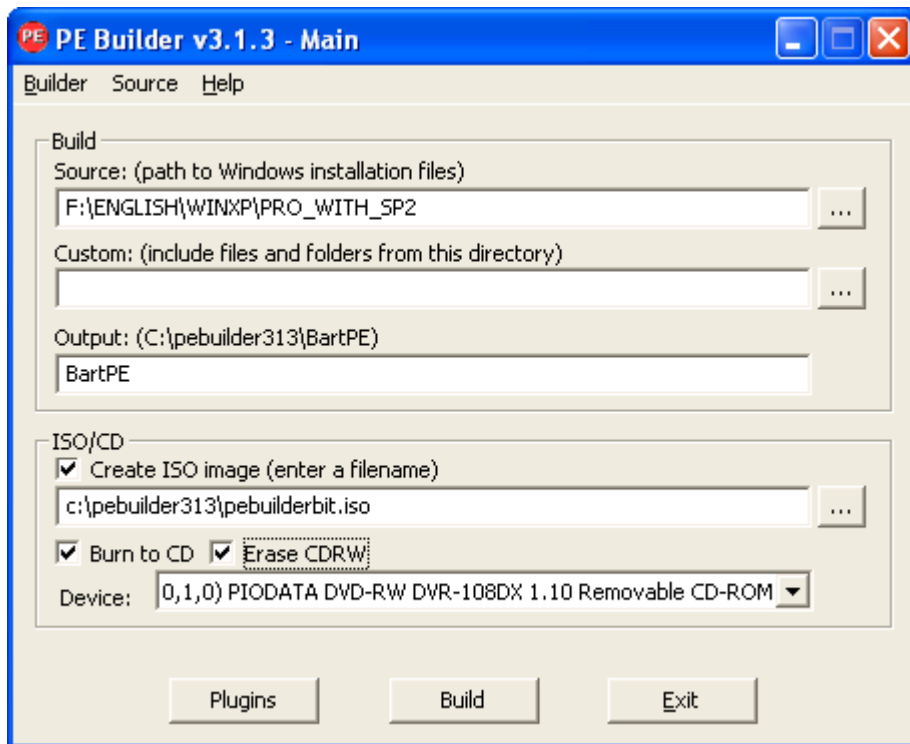 PE PE Builder v3.1.3 - Main
Builder Source Help
Build
Source: (path to Windows installation files)
F:\ENGLISH\WINXP\PRO_WITH_SP2
...
Custom: (include files and folders from this directory)
...
Output: (C:\pebuilder313\BartPE)
BartPE
ISO/CD
Create ISO image (enter a filename)
c:\pebuilder313\pebuilderbit.iso
...
Burn to CD Erase CDRW
Device: 0,1,0) PIODATA DVD-RW DVR-108DX 1.10 Removable CD-ROM
Plugins Build Exit